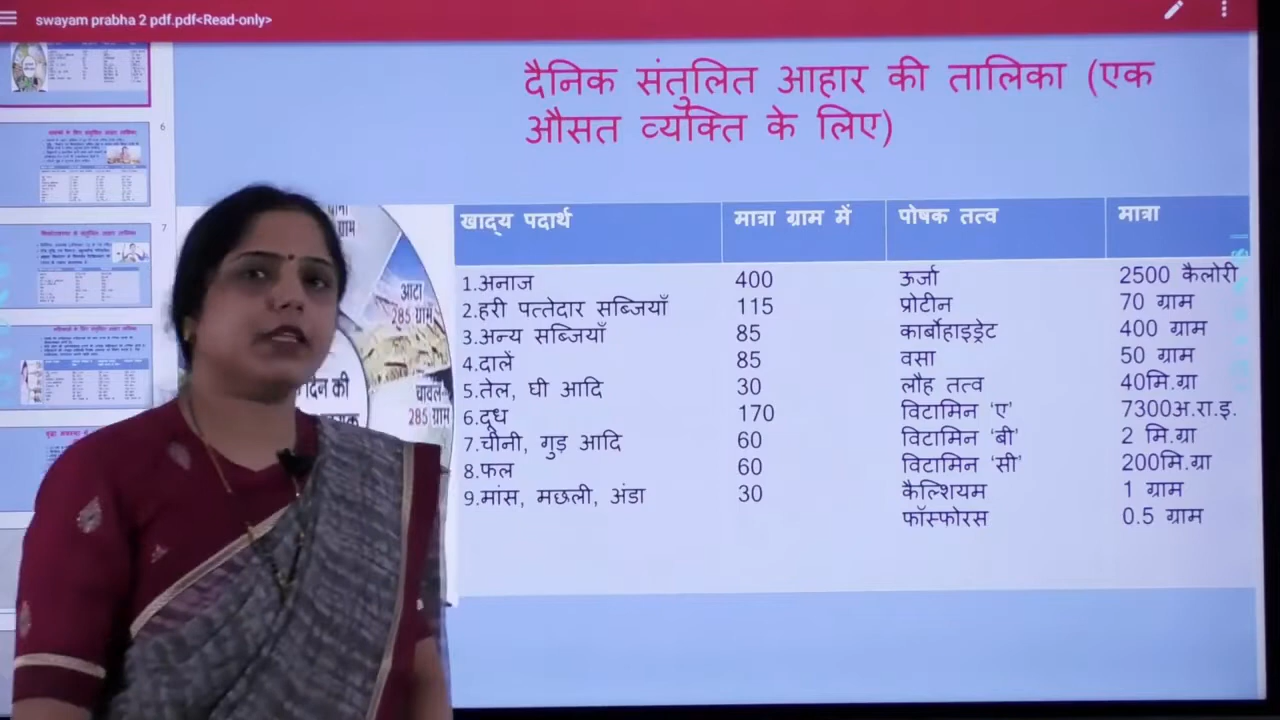 swayam prabha 2 pdf.pdf<Read-only>
दैनिक संतुलित आहार की तालिका (एक
औसत व्यक्ति के लिए)
खाद्य पदार्थ मात्रा ग्राम में पोषक तत्व मात्रा
1.अनाज 400 ऊर्जा 2500 कैलोरी
2.हरी पत्तेदार सब्जियाँ 115 प्रोटीन 70 ग्राम
3.अन्य सब्जियाँ 85 कार्बोहाइड्रेट 400 ग्राम
4.दालें 85 वसा 50 ग्राम
5.तेल, घी आदि 30 लौह तत्व 40मि.ग्रा
6.दूध 170 विटामिन ‘ए’ 7300अ.रा.इ.
7.चीनी, गुड़ आदि 60 विटामिन ‘बी’ 2 मि.ग्रा
8.फल 60 विटामिन ‘सी’ 200मि.ग्रा
9.मांस, मछली, अंडा 30 कैल्शियम 1 ग्राम
फॉस्फोरस 0.5 ग्राम
ग्राम
आटा
285 ग्राम
चावल
285 ग्राम
दिन की
6
7